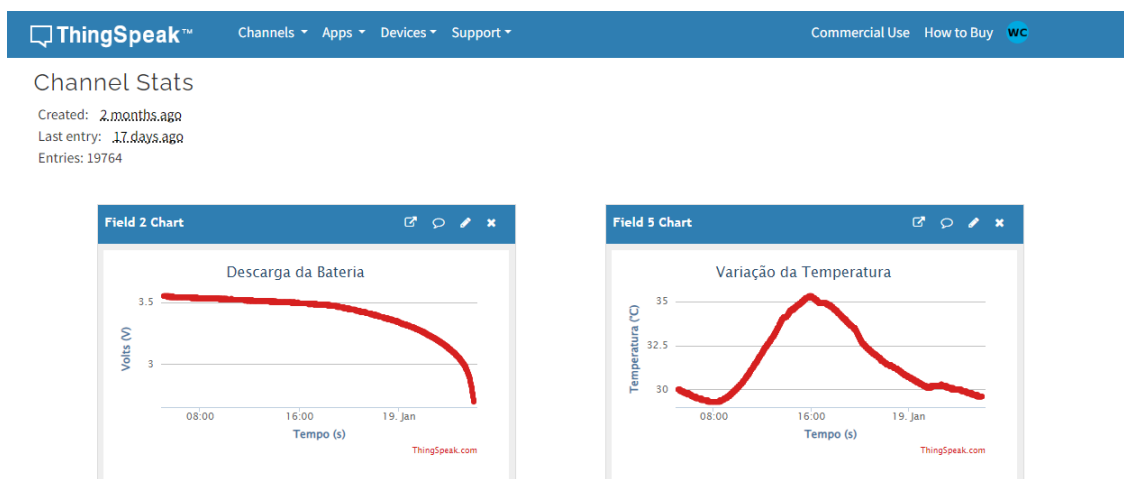 ThingSpeak™ Channels Apps Devices Support Commercial Use How to Buy WC
Channel Stats
Created: 2 months ago
Last entry: 17 days ago
Entries: 19764
Field 2 Chart
Descarga da Bateria
Volts (V)
3.5
3
08:00 16:00 19. Jan
Tempo (s)
ThingSpeak.com
Field 5 Chart
Variação da Temperatura
Temperatura (°C)
35
32.5
30
08:00 16:00 19. Jan
Tempo (s)
ThingSpeak.com